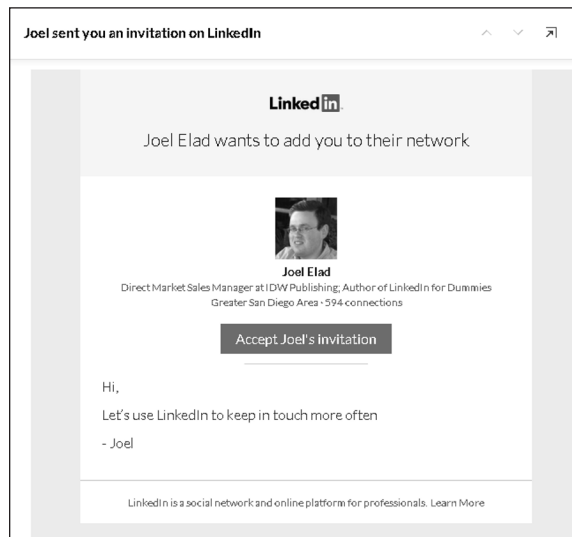 Joel sent you an invitation on LinkedIn
Linked in
Joel Elad wants to add you to their network
Joel Elad
Direct Market Sales Manager at IDW Publishing; Author of LinkedIn for Dummies
Greater San Diego Area · 594 connections
Accept Joel's invitation
Hi,
Let's use LinkedIn to keep in touch more often
- Joel
LinkedIn is a social network and online platform for professionals. Learn More